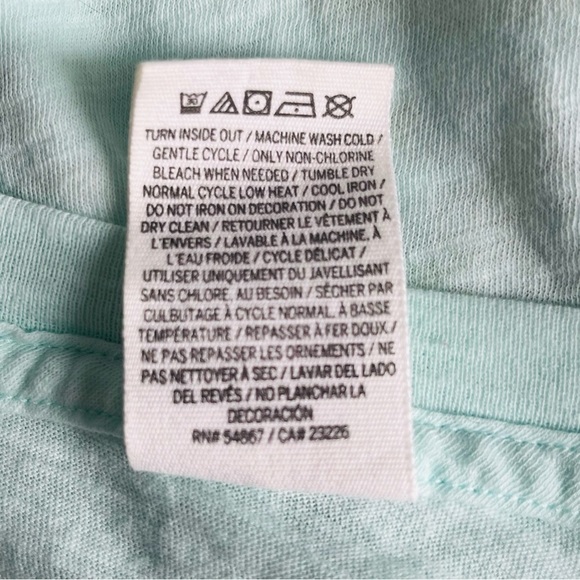 TURN INSIDE OUT / MACHINE WASH COLD /
GENTLE CYCLE / ONLY NON-CHLORINE
BLEACH WHEN NEEDED / TUMBLE DRY
NORMAL CYCLE LOW HEAT / COOL IRON /
DO NOT IRON ON DECORATION / DO NOT
DRY CLEAN / RETOURNER LE VÊTEMENT À
L'ENVERS / LAVABLE À LA MACHINE, À
L'EAU FROIDE / CYCLE DÉLICAT /
UTILISER UNIQUEMENT DU JAVELLISANT
SANS CHLORE, AU BESOIN / SÉCHER PAR
CULBUTAGE À CYCLE NORMAL, À BASSE
TEMPÉRATURE / REPASSER À FER DOUX /
NE PAS REPASSER LES ORNEMENTS / NE
PAS NETTOYER À SEC / LAVAR DEL LADO
DEL REVÉS / NO PLANCHAR LA
DECORACIÓN
RN# 54867 / CA# 23226